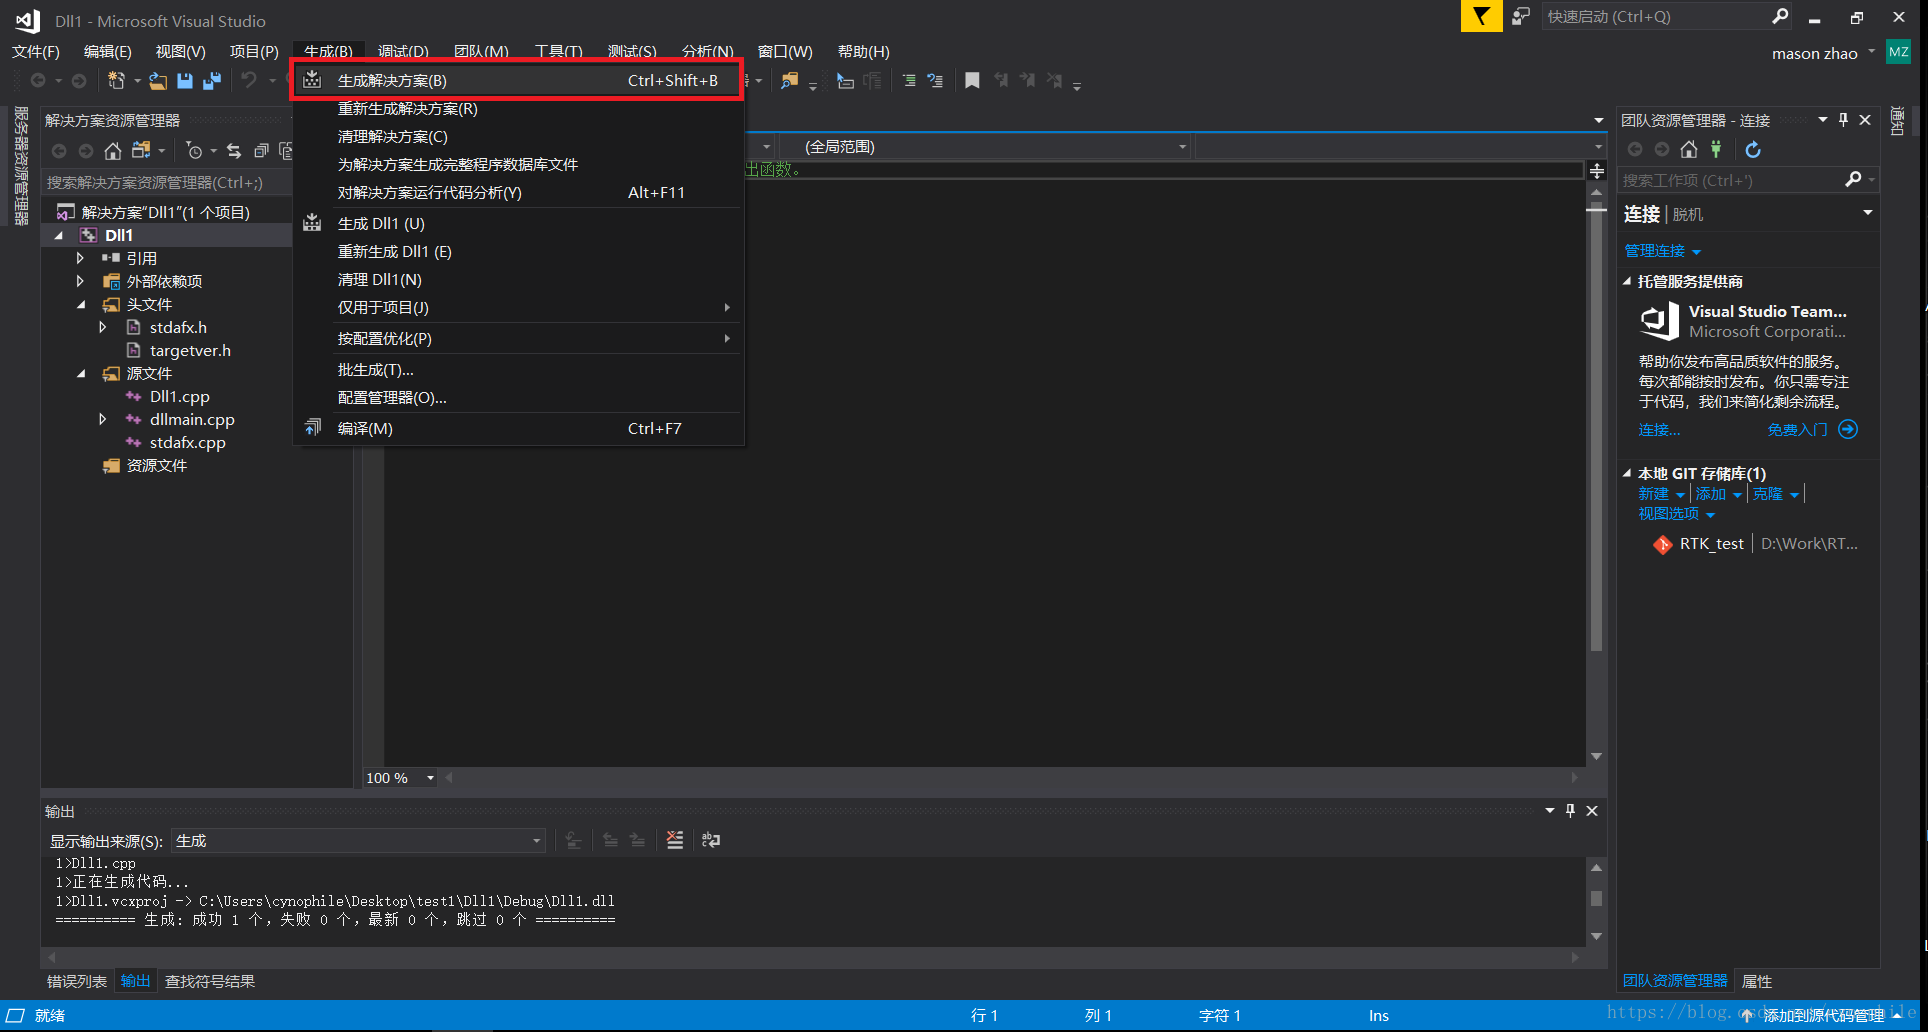 Dll1 - Microsoft Visual Studio
快速启动 (Ctrl+Q)
文件(F) 编辑(E) 视图(V) 项目(P) 生成(B) 调试(D) 团队(M) 工具(T) 测试(S) 分析(N) 窗口(W) 帮助(H)
mason zhao MZ
生成解决方案(B) Ctrl+Shift+B
重新生成解决方案(R)
清理解决方案(C)
为解决方案生成完整程序数据库文件
对解决方案运行代码分析(Y) Alt+F11
生成 Dll1 (U)
重新生成 Dll1 (E)
清理 Dll1(N)
仅用于项目(J)
按配置优化(P)
批生成(T)...
配置管理器(O)...
编译(M) Ctrl+F7
服务器资源管理器
解决方案资源管理器
搜索解决方案资源管理器(Ctrl+;)
解决方案"Dll1"(1 个项目)
Dll1
引用
外部依赖项
头文件
stdafx.h
targetver.h
源文件
Dll1.cpp
dllmain.cpp
stdafx.cpp
资源文件
(全局范围)
出函数。
100 %
团队资源管理器 - 连接
通知
搜索工作项 (Ctrl+')
连接 | 脱机
管理连接
托管服务提供商
Visual Studio Team...
Microsoft Corporati...
帮助你发布高品质软件的服务。
每次都能按时发布。你只需专注
于代码，我们来简化剩余流程。
连接... 免费入门
本地 GIT 存储库(1)
新建 添加 克隆
视图选项
RTK_test D:\Work\RT...
输出
显示输出来源(S): 生成
1>Dll1.cpp
1>正在生成代码...
1>Dll1.vcxproj -> C:\Users\cynophile\Desktop\test1\Dll1\Debug\Dll1.dll
========== 生成: 成功 1 个，失败 0 个，最新 0 个，跳过 0 个 ==========
错误列表 输出 查找符号结果
团队资源管理器 属性
就绪 行 1 列 1 字符 1 Ins 添加到源代码管理